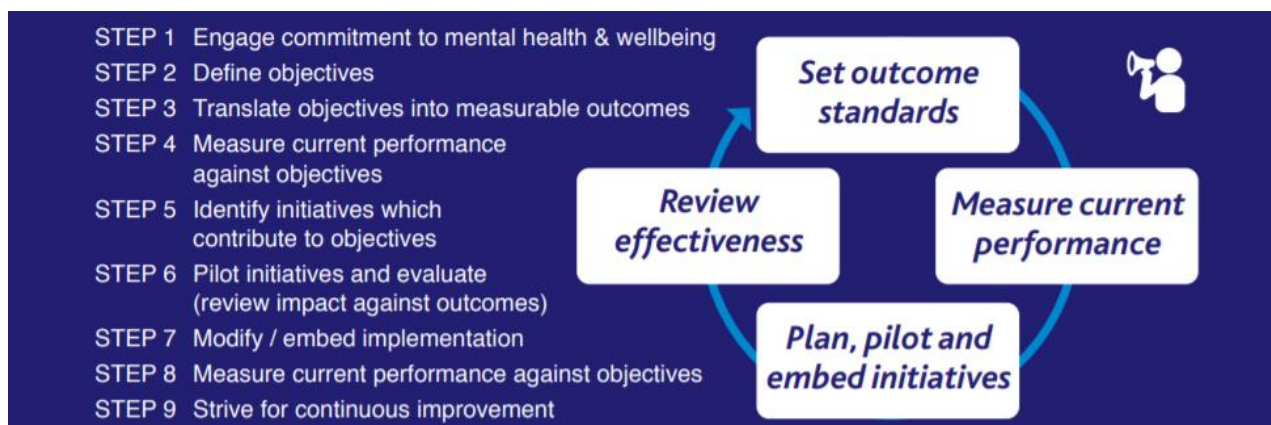 STEP 1 Engage commitment to mental health & wellbeing
STEP 2 Define objectives
STEP 3 Translate objectives into measurable outcomes
STEP 4 Measure current performance
against objectives
STEP 5 Identify initiatives which
contribute to objectives
STEP 6 Pilot initiatives and evaluate
(review impact against outcomes)
STEP 7 Modify / embed implementation
STEP 8 Measure current performance against objectives
STEP 9 Strive for continuous improvement
Set outcome
standards
Measure current
performance
Plan, pilot and
embed initiatives
Review
effectiveness